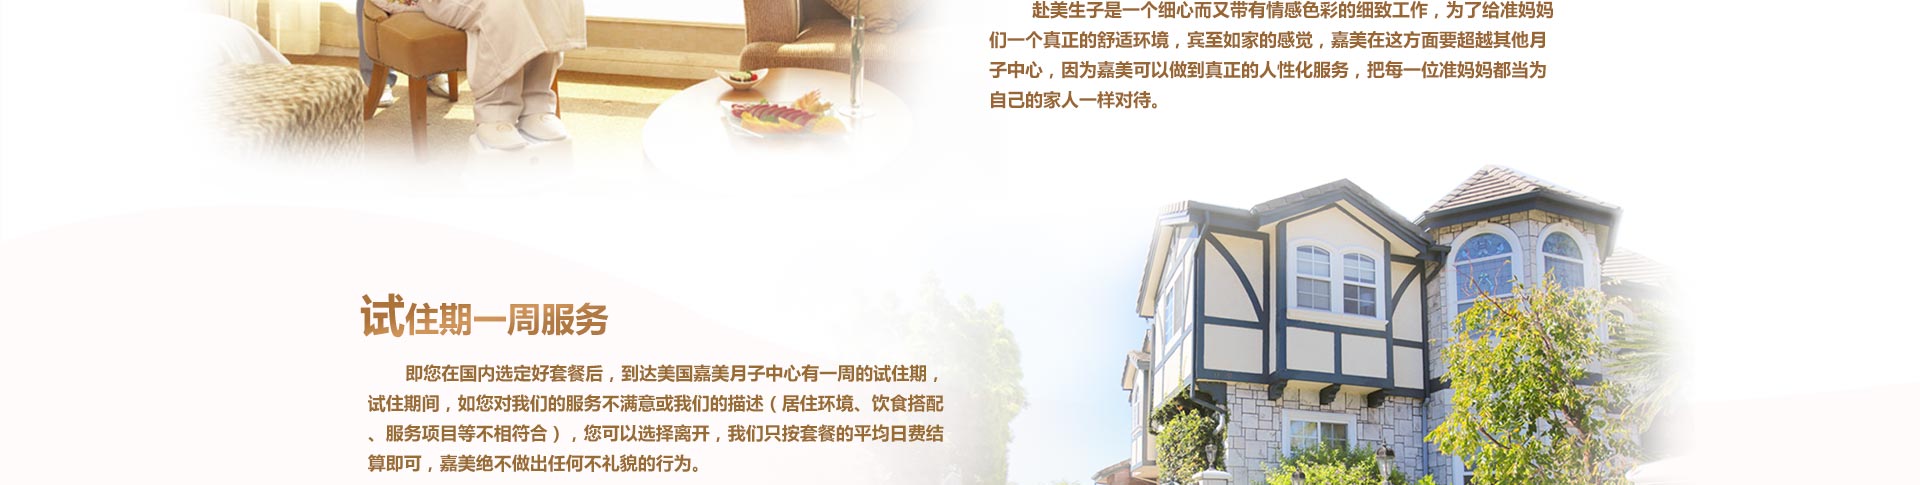 赴美生子是一个细心而又带有情感色彩的细致工作，为了给准妈妈
们一个真正的舒适环境，宾至如家的感觉，嘉美在这方面要超越其他月
子中心，因为嘉美可以做到真正的人性化服务，把每一位准妈妈都当为
自己的家人一样对待。
试住期一周服务
即您在国内选定好套餐后，到达美国嘉美月子中心有一周的试住期，
试住期间，如您对我们的服务不满意或我们的描述（居住环境、饮食搭配
、服务项目等不相符合），您可以选择离开，我们只按套餐的平均日费结
算即可，嘉美绝不做出任何不礼貌的行为。